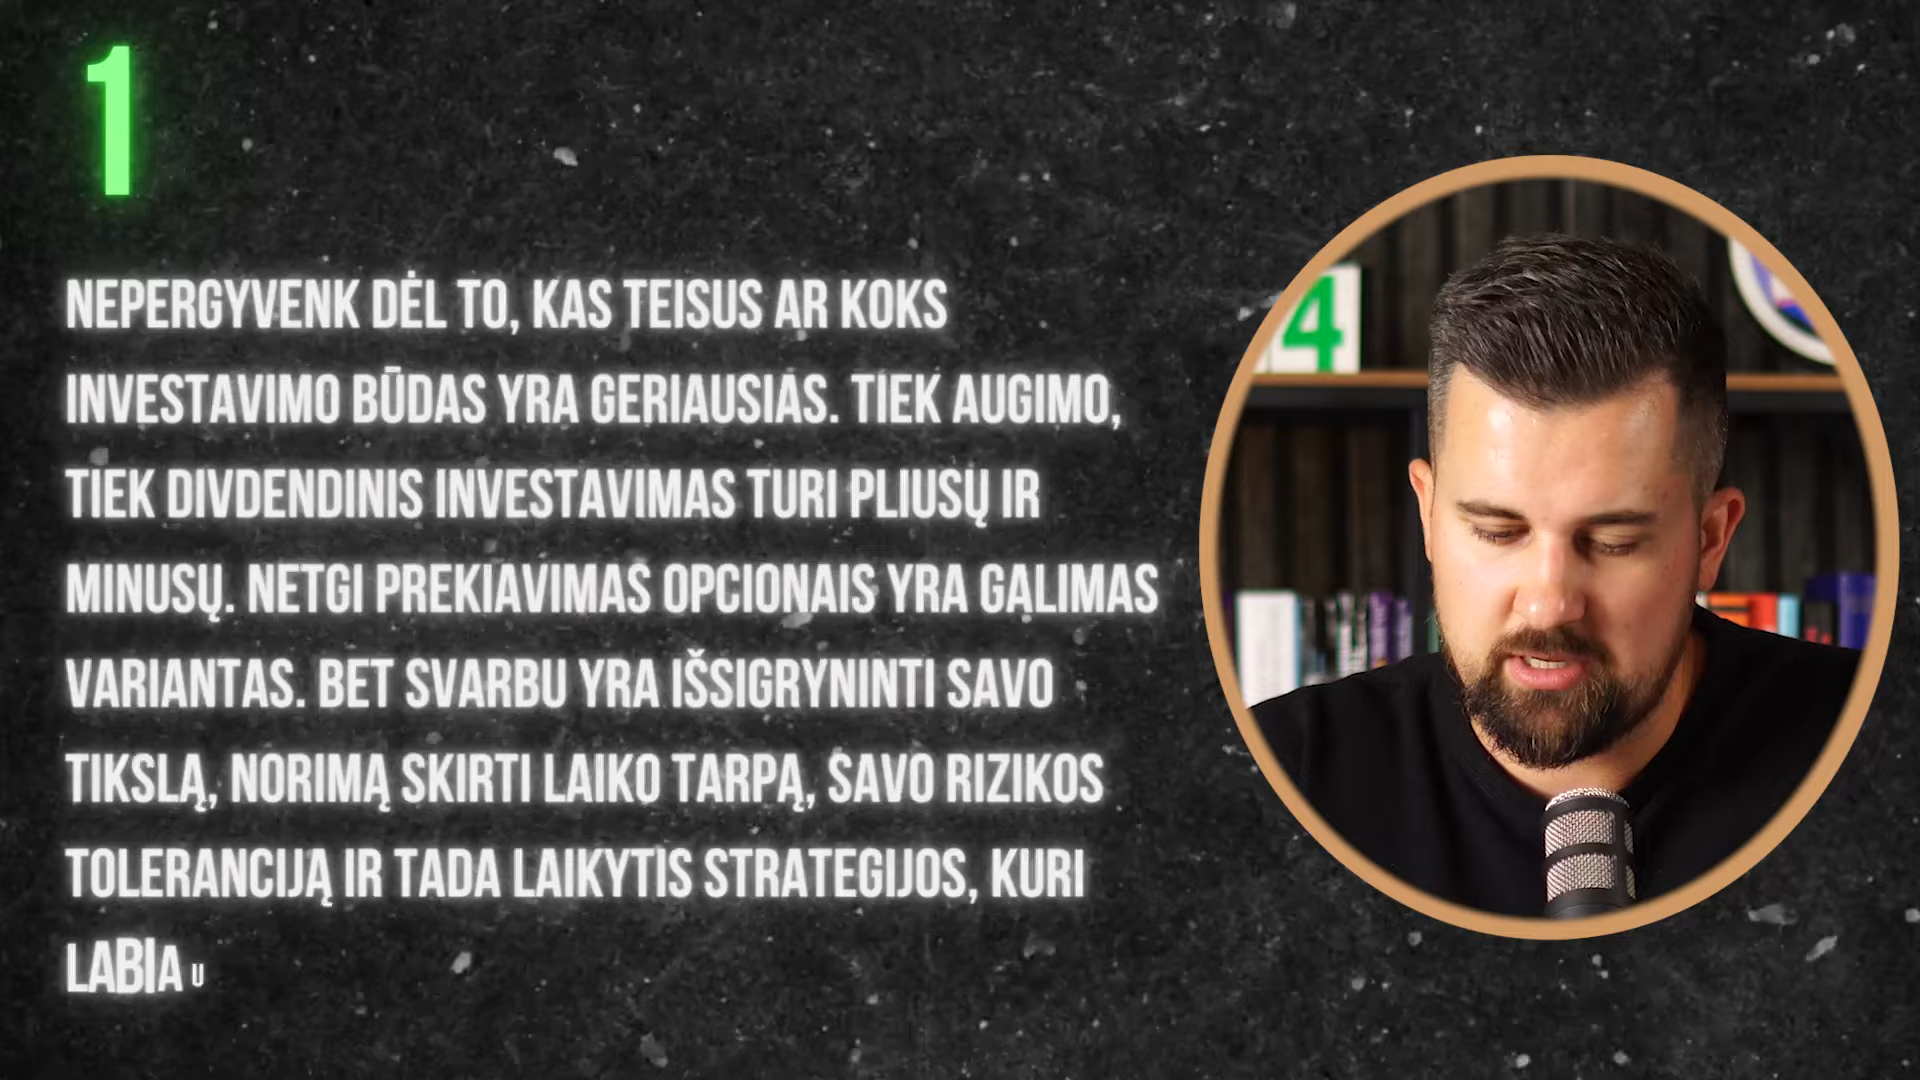 1
NEPERGYVENK DĖL TO, KAS TEISUS AR KOKS
INVESTAVIMO BŪDAS YRA GERIAUSIAS. TIEK AUGIMO,
TIEK DIVDENDINIS INVESTAVIMAS TURI PLIUSŲ IR
MINUSŲ. NETGI PREKIAVIMAS OPCIONAIS YRA GALIMAS
VARIANTAS. BET SVARBU YRA IŠSIGRYNINTI SAVO
TIKSLĄ, NORIMĄ SKIRTI LAIKO TARPĄ, SAVO RIZIKOS
TOLERANCIJĄ IR TADA LAIKYTIS STRATEGIJOS, KURI
LABIAU
4